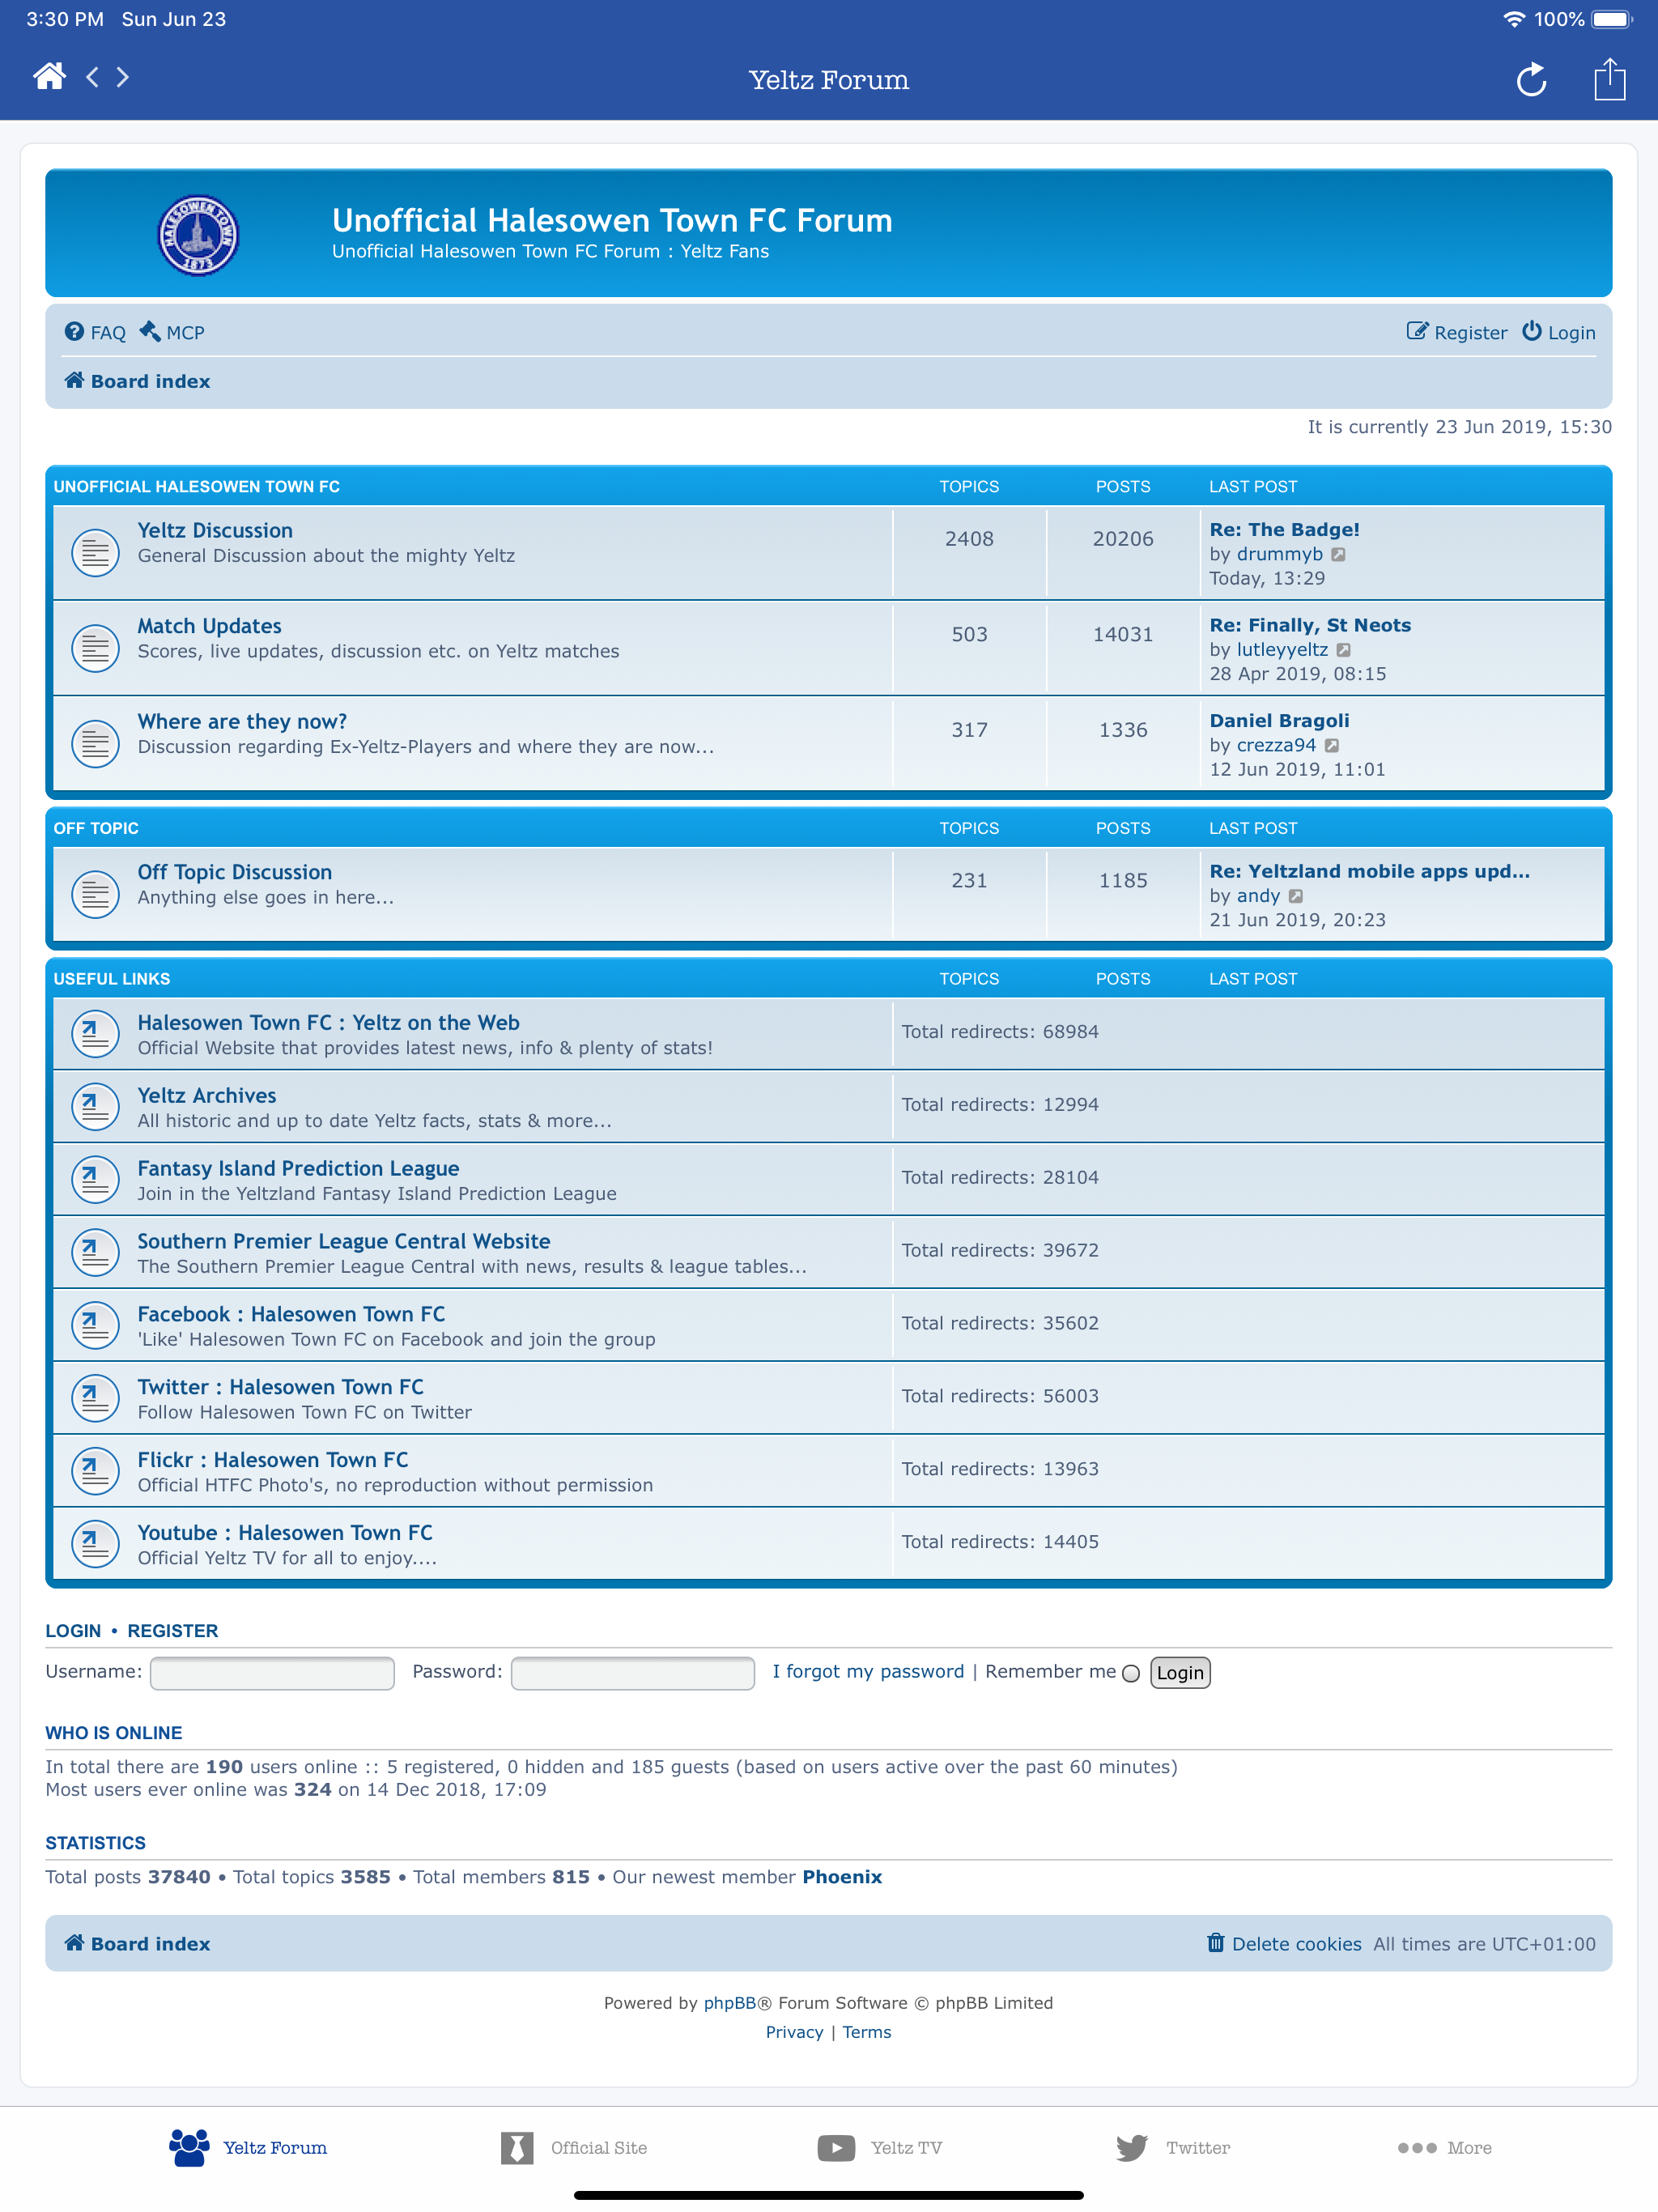 3:30 PM Sun Jun 23 100%
Yeltz Forum
HALESOWEN TOWN
1873
Unofficial Halesowen Town FC Forum
Unofficial Halesowen Town FC Forum : Yeltz Fans
FAQ MCP Register Login
Board index
It is currently 23 Jun 2019, 15:30
UNOFFICIAL HALESOWEN TOWN FC TOPICS POSTS LAST POST
Yeltz Discussion 2408 20206 Re: The Badge!
General Discussion about the mighty Yeltz by drummyb
Today, 13:29
Match Updates 503 14031 Re: Finally, St Neots
Scores, live updates, discussion etc. on Yeltz matches by lutleyyeltz
28 Apr 2019, 08:15
Where are they now? 317 1336 Daniel Bragoli
Discussion regarding Ex-Yeltz-Players and where they are now... by crezza94
12 Jun 2019, 11:01
OFF TOPIC TOPICS POSTS LAST POST
Off Topic Discussion 231 1185 Re: Yeltzland mobile apps upd...
Anything else goes in here... by andy
21 Jun 2019, 20:23
USEFUL LINKS TOPICS POSTS LAST POST
Halesowen Town FC : Yeltz on the Web Total redirects: 68984
Official Website that provides latest news, info & plenty of stats!
Yeltz Archives Total redirects: 12994
All historic and up to date Yeltz facts, stats & more...
Fantasy Island Prediction League Total redirects: 28104
Join in the Yeltzland Fantasy Island Prediction League
Southern Premier League Central Website Total redirects: 39672
The Southern Premier League Central with news, results & league tables...
Facebook : Halesowen Town FC Total redirects: 35602
'Like' Halesowen Town FC on Facebook and join the group
Twitter : Halesowen Town FC Total redirects: 56003
Follow Halesowen Town FC on Twitter
Flickr : Halesowen Town FC Total redirects: 13963
Official HTFC Photo's, no reproduction without permission
Youtube : Halesowen Town FC Total redirects: 14405
Official Yeltz TV for all to enjoy....
LOGIN • REGISTER
Username: Password: I forgot my password | Remember me Login
WHO IS ONLINE
In total there are 190 users online :: 5 registered, 0 hidden and 185 guests (based on users active over the past 60 minutes)
Most users ever online was 324 on 14 Dec 2018, 17:09
STATISTICS
Total posts 37840 • Total topics 3585 • Total members 815 • Our newest member Phoenix
Board index Delete cookies All times are UTC+01:00
Powered by phpBB® Forum Software © phpBB Limited
Privacy | Terms
Yeltz Forum Official Site Yeltz TV Twitter More